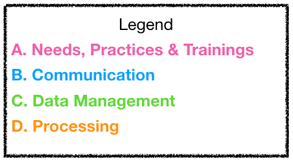 Legend
A. Needs, Practices & Trainings
B. Communication
C. Data Management
D. Processing